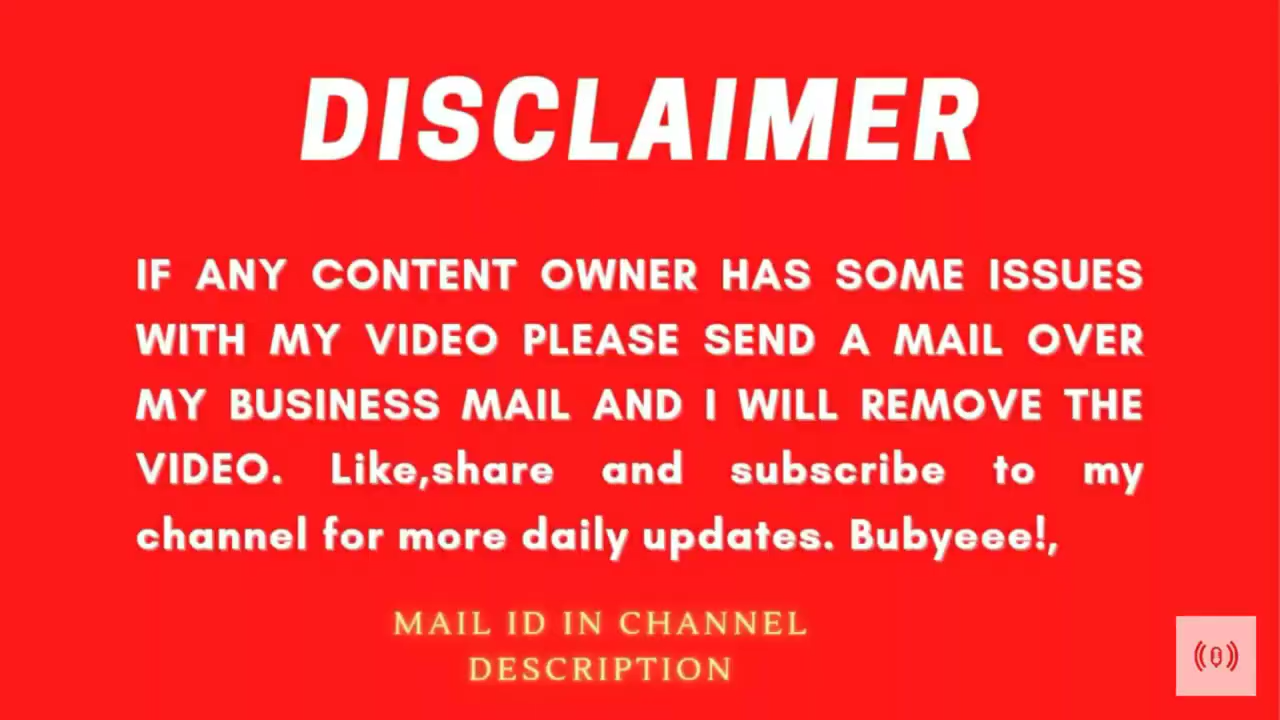 DISCLAIMER
IF ANY CONTENT OWNER HAS SOME ISSUES
WITH MY VIDEO PLEASE SEND A MAIL OVER
MY BUSINESS MAIL AND I WILL REMOVE THE
VIDEO. Like,share and subscribe to my
channel for more daily updates. Bubyeee!,
MAIL ID IN CHANNEL
DESCRIPTION